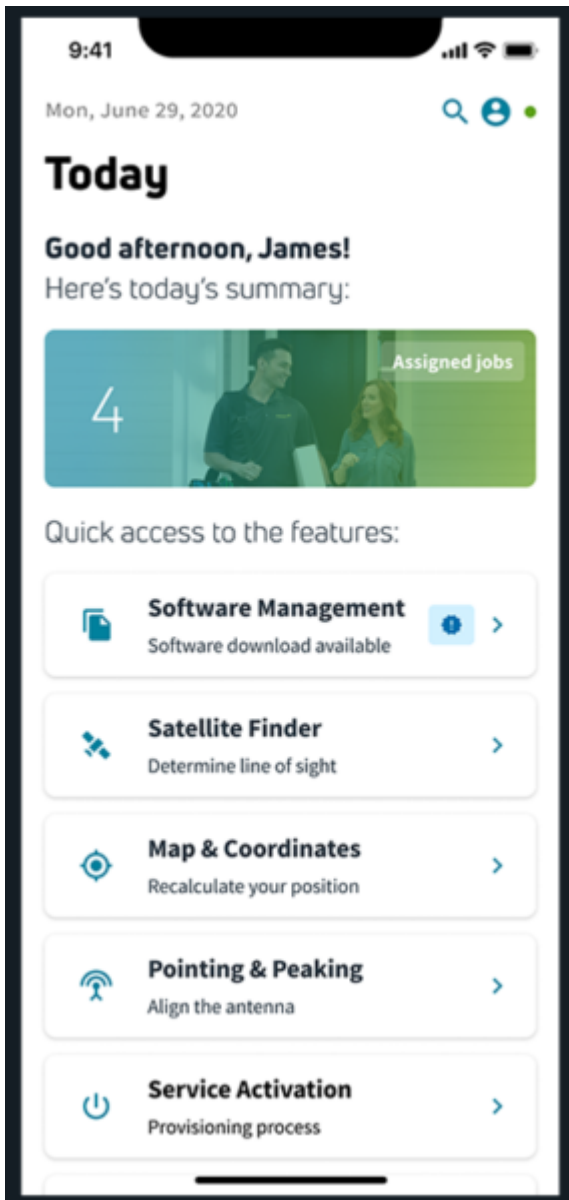 9:41
Mon, June 29, 2020
Today
Good afternoon, James!
Here's today's summary:
Assigned jobs
4
Quick access to the features:
Software Management
Software download available
Satellite Finder
Determine line of sight
Map & Coordinates
Recalculate your position
Pointing & Peaking
Align the antenna
Service Activation
Provisioning process